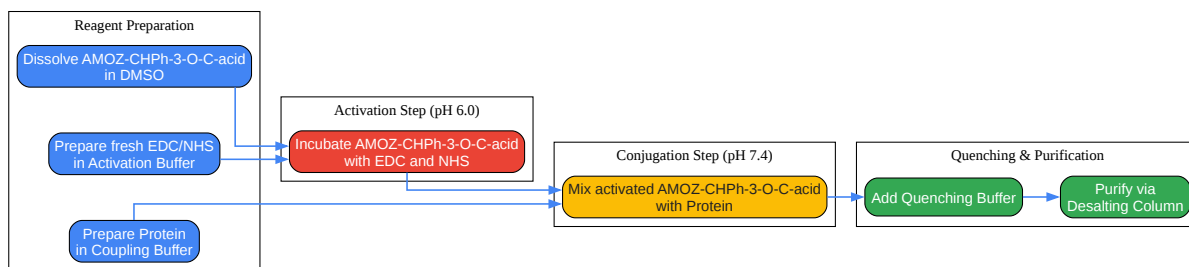 Reagent Preparation
Dissolve AMOZ-CHPh-3-O-C-acid
in DMSO
Prepare fresh EDC/NHS
in Activation Buffer
Prepare Protein
in Coupling Buffer
Activation Step (pH 6.0)
Incubate AMOZ-CHPh-3-O-C-acid
with EDC and NHS
Conjugation Step (pH 7.4)
Mix activated AMOZ-CHPh-3-O-C-acid
with Protein
Quenching & Purification
Add Quenching Buffer
Purify via
Desalting Column